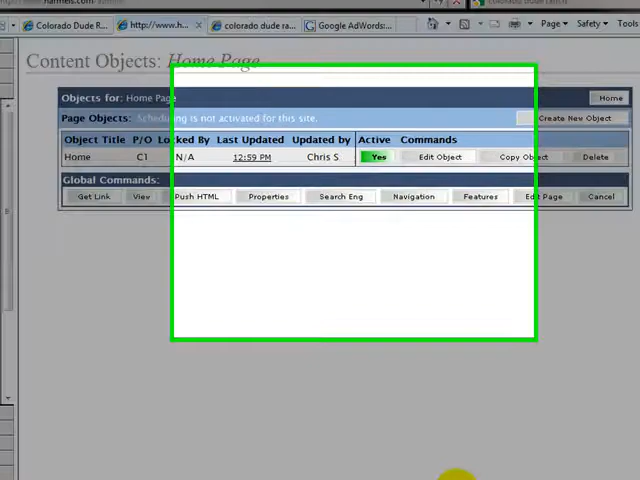 Colorado Dude R...
http://www.h...
colorado dude ra...
Google AdWords:...
Page
Safety
Tools
Content Objects: Home Page
Objects for: Home Page
Home
Page Objects: Scheduling is not activated for this site.
Create New Object
Object Title P/O Locked By Last Updated Updated by Active Commands
Home C1 N/A 12:59 PM Chris S Yes Edit Object Copy Object Delete
Global Commands:
Get Link View Push HTML Properties Search Eng Navigation Features Edit Page Cancel